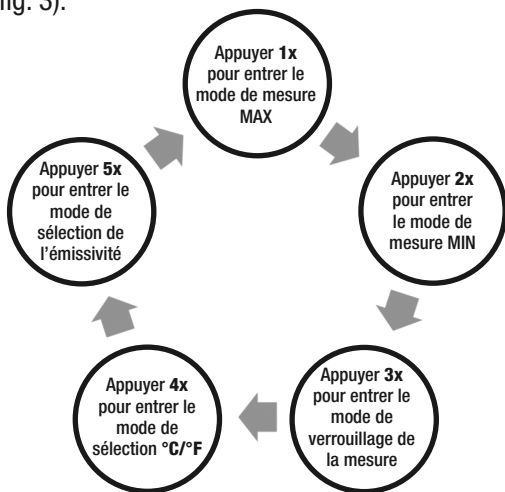 ng. 3).
Appuyer 1x
pour entrer le
mode de mesure
MAX
Appuyer 2x
pour entrer
le mode de
mesure MIN
Appuyer 3x
pour entrer le
mode de
verrouillage de
la mesure
Appuyer 4x
pour entrer le
mode de
sélection °C/°F
Appuyer 5x
pour entrer le
mode de
sélection de
l'émissivité